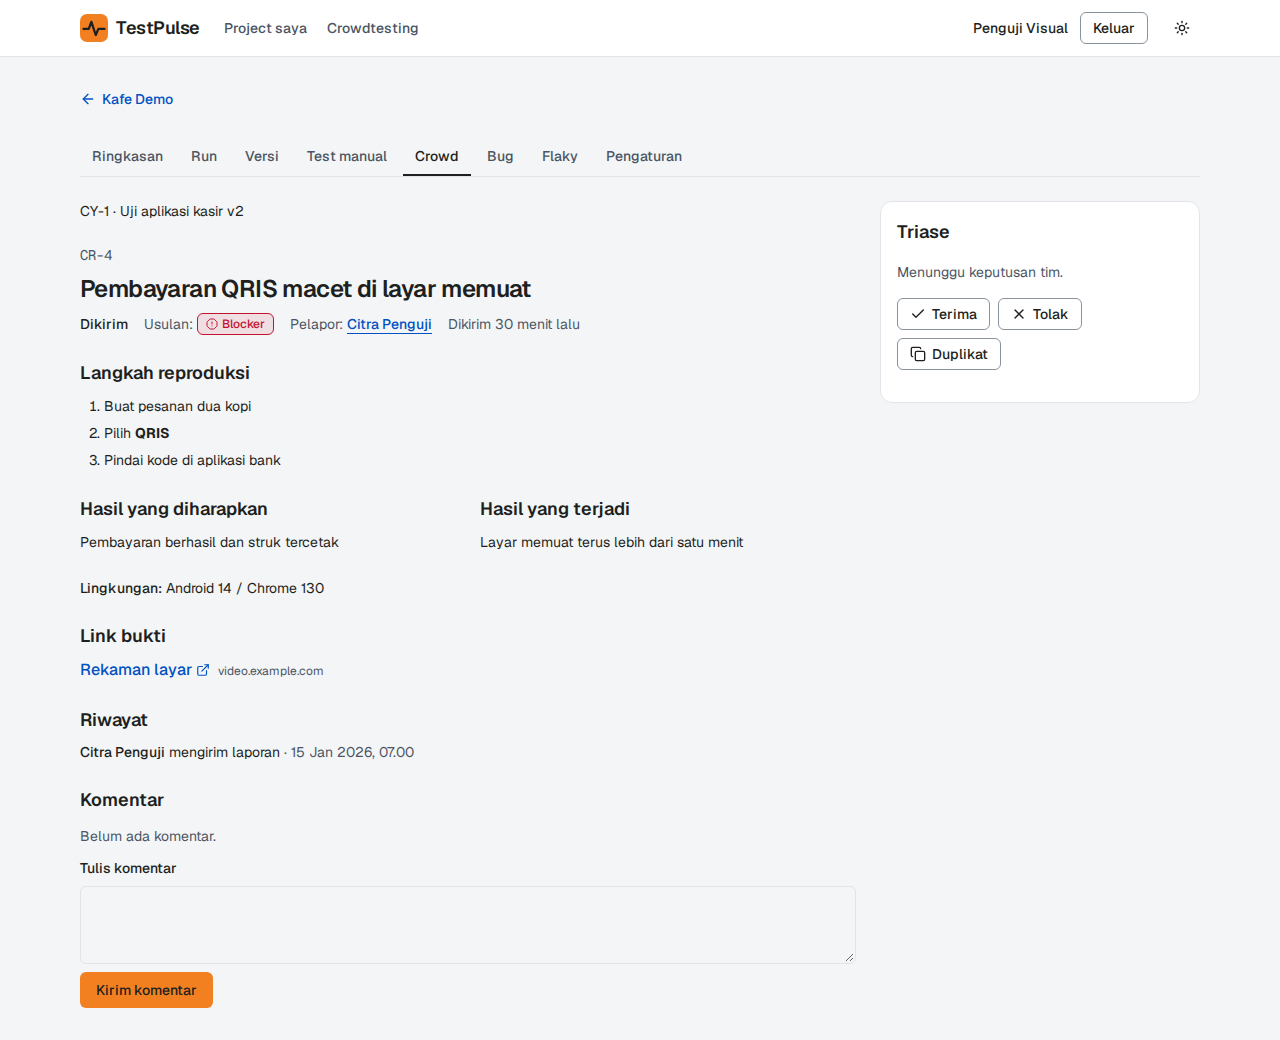 TestPulse Project saya Crowdtesting Penguji Visual Keluar
Kafe Demo
Ringkasan Run Versi Test manual Crowd Bug Flaky Pengaturan
CY-1 · Uji aplikasi kasir v2
CR-4
Pembayaran QRIS macet di layar memuat
Dikirim Usulan: Blocker Pelapor: Citra Penguji Dikirim 30 menit lalu
Langkah reproduksi
1. Buat pesanan dua kopi
2. Pilih QRIS
3. Pindai kode di aplikasi bank
Hasil yang diharapkan
Pembayaran berhasil dan struk tercetak
Hasil yang terjadi
Layar memuat terus lebih dari satu menit
Lingkungan: Android 14 / Chrome 130
Link bukti
Rekaman layar video.example.com
Riwayat
Citra Penguji mengirim laporan · 15 Jan 2026, 07.00
Komentar
Belum ada komentar.
Tulis komentar
Kirim komentar
Triase
Menunggu keputusan tim.
Terima Tolak
Duplikat